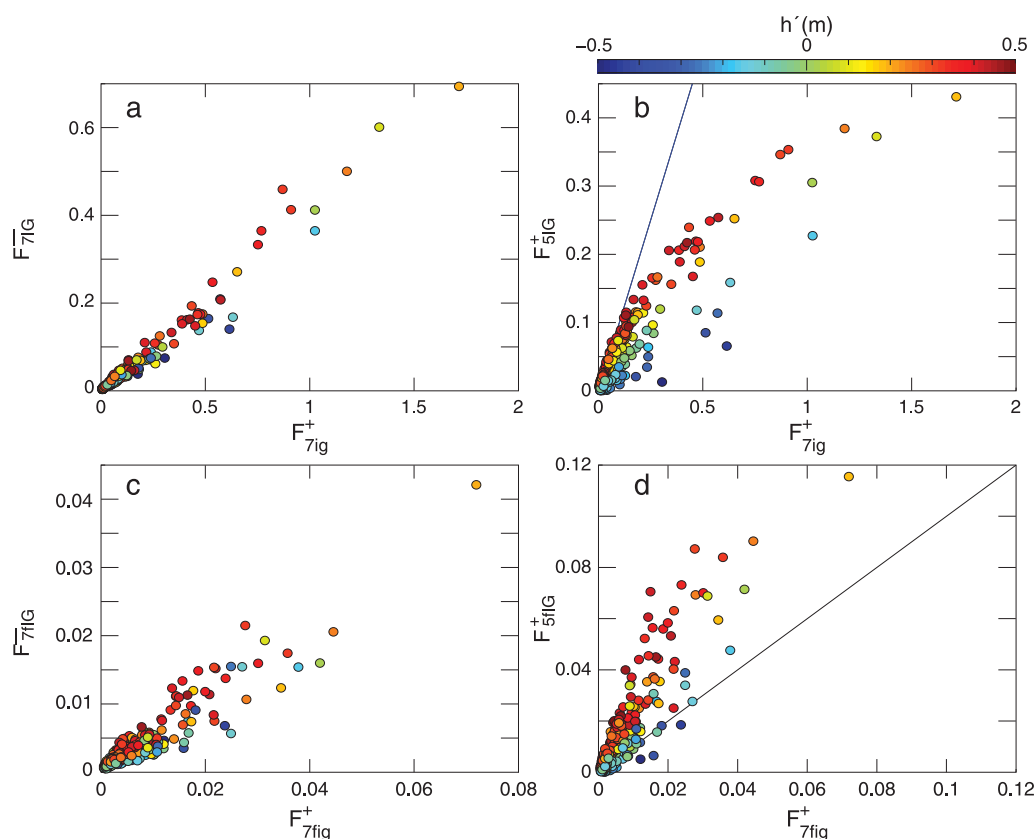 h´(m)
−0.5 0 0.5
a
0.6
0.4
0.2
0
F−7IG
0 0.5 1 1.5 2
F+7ig
b
0.4
0.3
0.2
0.1
0
F+5IG
0 0.5 1 1.5 2
F+7ig
c
0.04
0.03
0.02
0.01
0
F−7fIG
0 0.02 0.04 0.06 0.08
F+7fig
d
0.12
0.08
0.04
0
F+5fIG
0 0.02 0.04 0.06 0.08 0.10 0.12
F+7fig